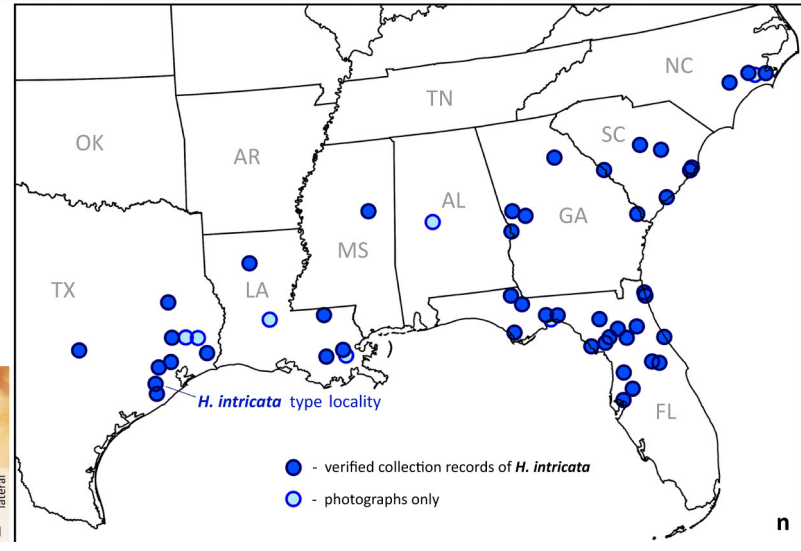 NC
TN
OK
SC
AR
AL
GA
MS
TX
LA
H. intricata type locality
FL
- verified collection records of H. intricata
- photographs only
lateral
n